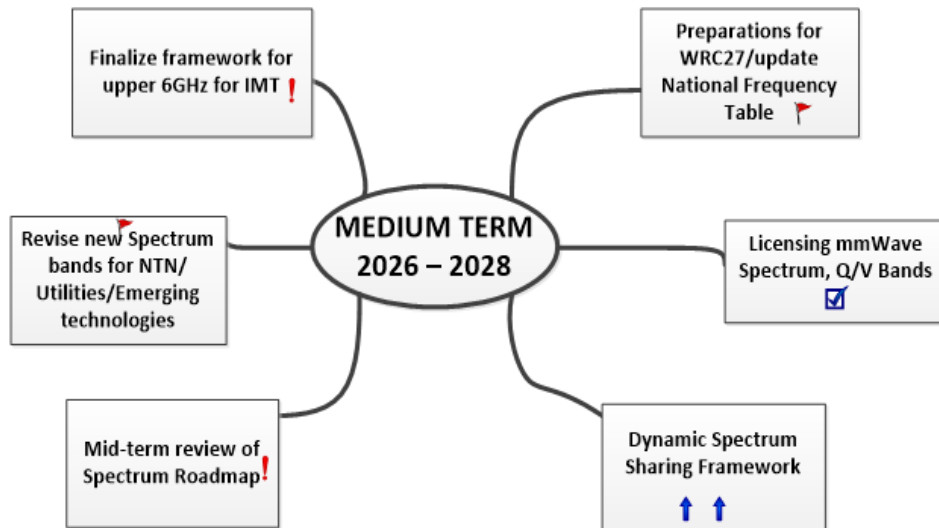 Finalize framework for
upper 6GHz for IMT
Preparations for
WRC27/update
National Frequency
Table
MEDIUM TERM
2026 – 2028
Revise new Spectrum
bands for NTN/
Utilities/Emerging
technologies
Licensing mmWave
Spectrum, Q/V Bands
Mid-term review of
Spectrum Roadmap
Dynamic Spectrum
Sharing Framework